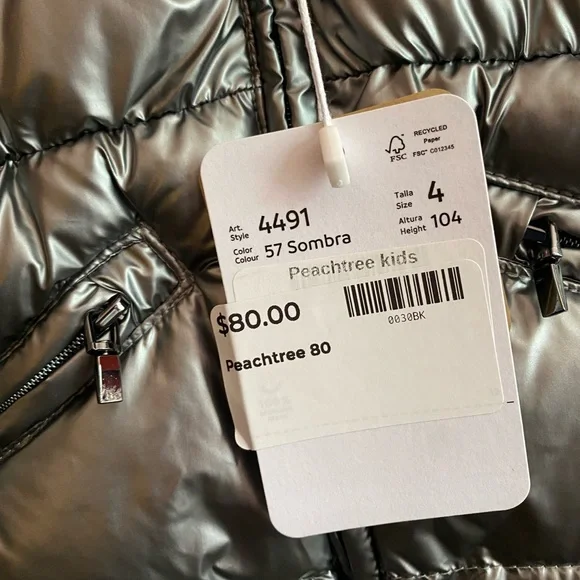 RECYCLED
Paper
FSC
FSC™ C012345
Art.
Style 4491
Talla
Size 4
Color
Colour 57 Sombra
Altura
Height 104
Peachtree kids
$80.00
0030BK
Peachtree 80